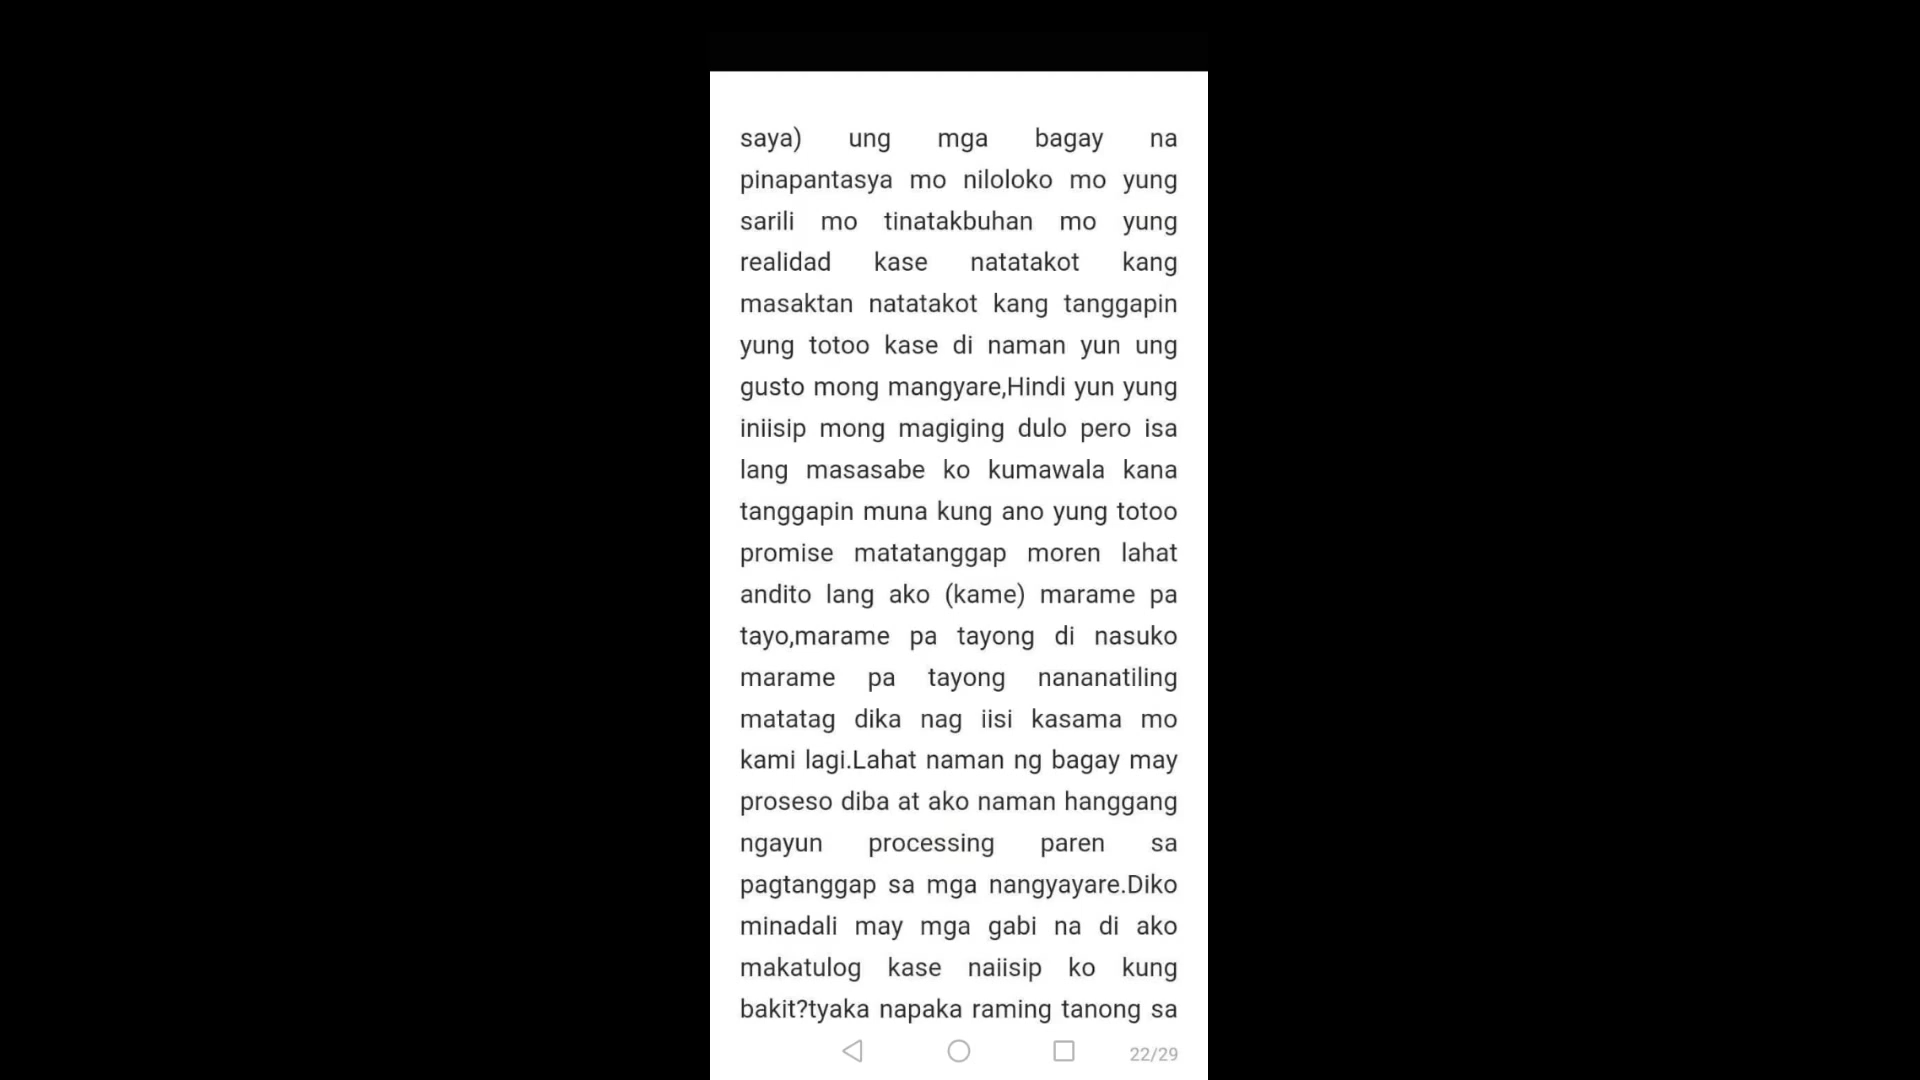 saya) ung mga bagay na
pinapantasya mo niloloko mo yung
sarili mo tinatakbuhan mo yung
realidad kase natatakot kang
masaktan natatakot kang tanggapin
yung totoo kase di naman yun ung
gusto mong mangyare,Hindi yun yung
iniisip mong magiging dulo pero isa
lang masasabe ko kumawala kana
tanggapin muna kung ano yung totoo
promise matatanggap moren lahat
andito lang ako (kame) marame pa
tayo,marame pa tayong di nasuko
marame pa tayong nananatiling
matatag dika nag iisi kasama mo
kami lagi.Lahat naman ng bagay may
proseso diba at ako naman hanggang
ngayun processing paren sa
pagtanggap sa mga nangyayare.Diko
minadali may mga gabi na di ako
makatulog kase naiisip ko kung
bakit?tyaka napaka raming tanong sa
22/29